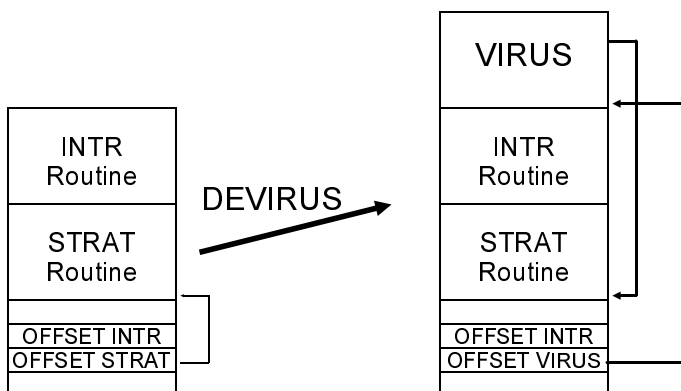 INTR
Routine
STRAT
Routine
OFFSET INTR
OFFSET STRAT
DEVIRUS
VIRUS
INTR
Routine
STRAT
Routine
OFFSET INTR
OFFSET VIRUS